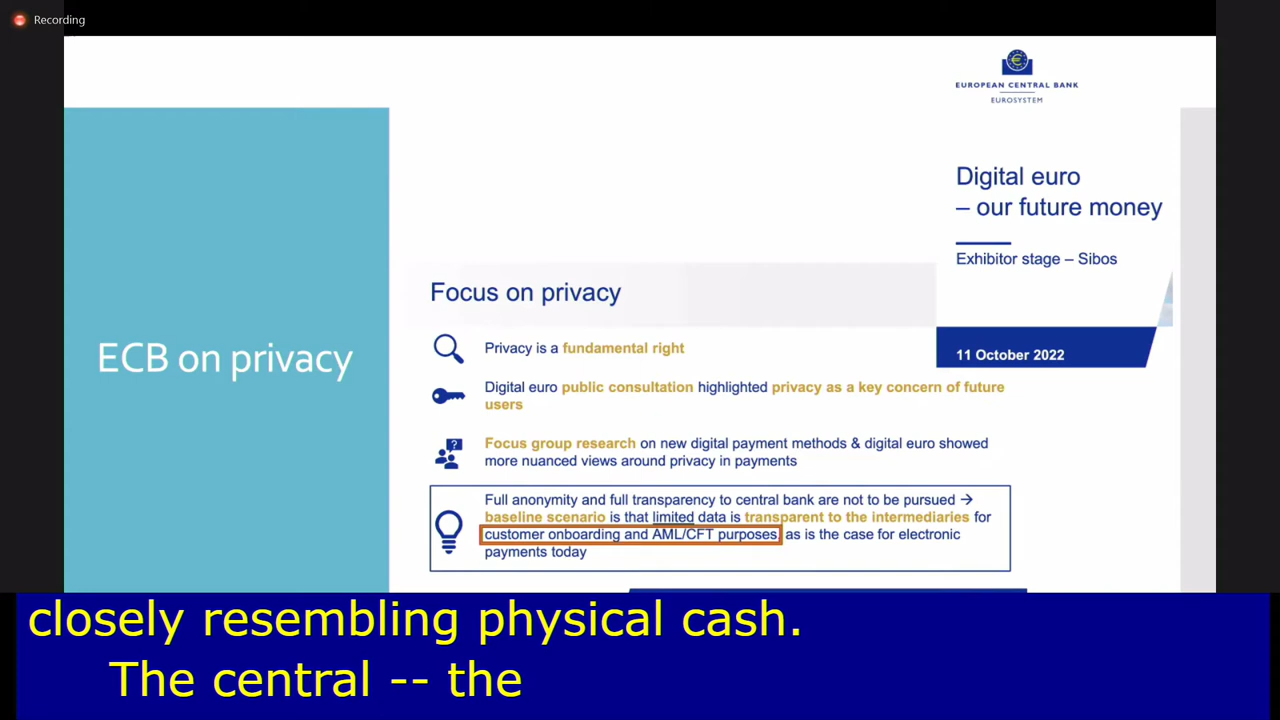 Recording
EUROPEAN CENTRAL BANK
EUROSYSTEM
Digital euro
– our future money
Exhibitor stage – Sibos
11 October 2022
ECB on privacy
Focus on privacy
Privacy is a fundamental right
Digital euro public consultation highlighted privacy as a key concern of future
users
Focus group research on new digital payment methods & digital euro showed
more nuanced views around privacy in payments
Full anonymity and full transparency to central bank are not to be pursued →
baseline scenario is that limited data is transparent to the intermediaries for
customer onboarding and AML/CFT purposes, as is the case for electronic
payments today
closely resembling physical cash.
The central -- the